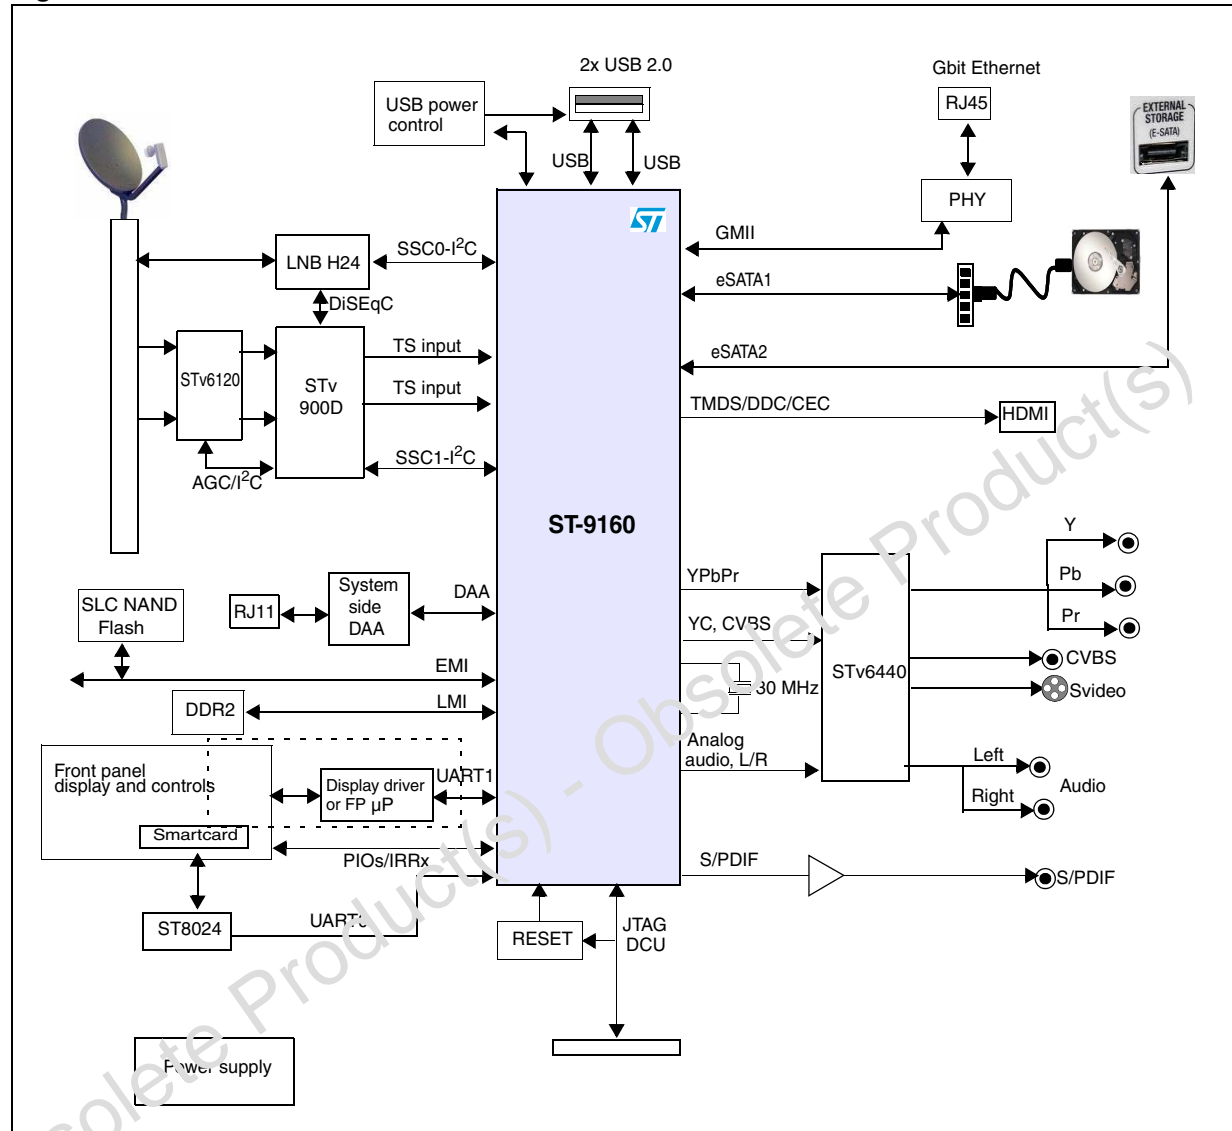 2x USB 2.0
Gbit Ethernet
USB power
control
RJ45
EXTERNAL
STORAGE
(E-SATA)
USB
USB
PHY
ST
GMII
LNB H24
SSC0-I2C
eSATA1
DiSEqC
TS input
eSATA2
STv6120
STv
900D
TS input
TMDS/DDC/CEC
HDMI
SSC1-I2C
AGC/I2C
ST-9160
Y
YPbPr
Pb
SLC NAND
Flash
RJ11
System
side
DAA
DAA
YC, CVBS
Pr
EMI
STv6440
CVBS
30 MHz
Svideo
DDR2
LMI
Analog
audio, L/R
Left
Audio
Right
Front panel
display and controls
Display driver
or FP µP
UART1
Smartcard
PIOs/IRRx
S/PDIF
S/PDIF
ST8024
UART
RESET
JTAG
DCU
Power supply
Obsolete Product(s) - Obsolete Product(s)